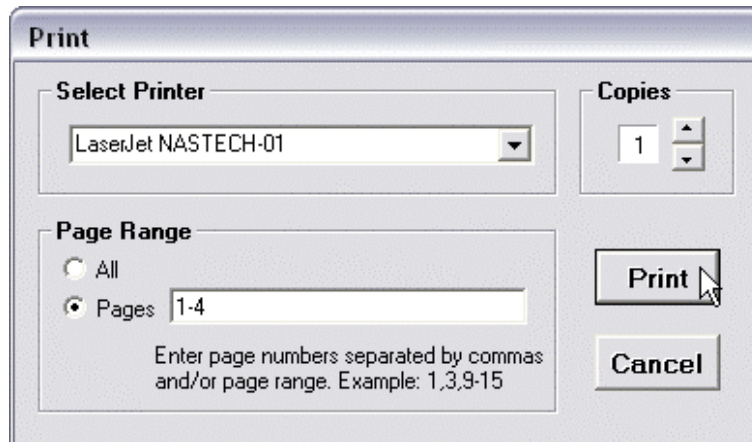 Print
Select Printer
LaserJet NASTECH-01
Copies
1
Page Range
All
Pages 1-4
Enter page numbers separated by commas
and/or page range. Example: 1,3,9-15
Print
Cancel